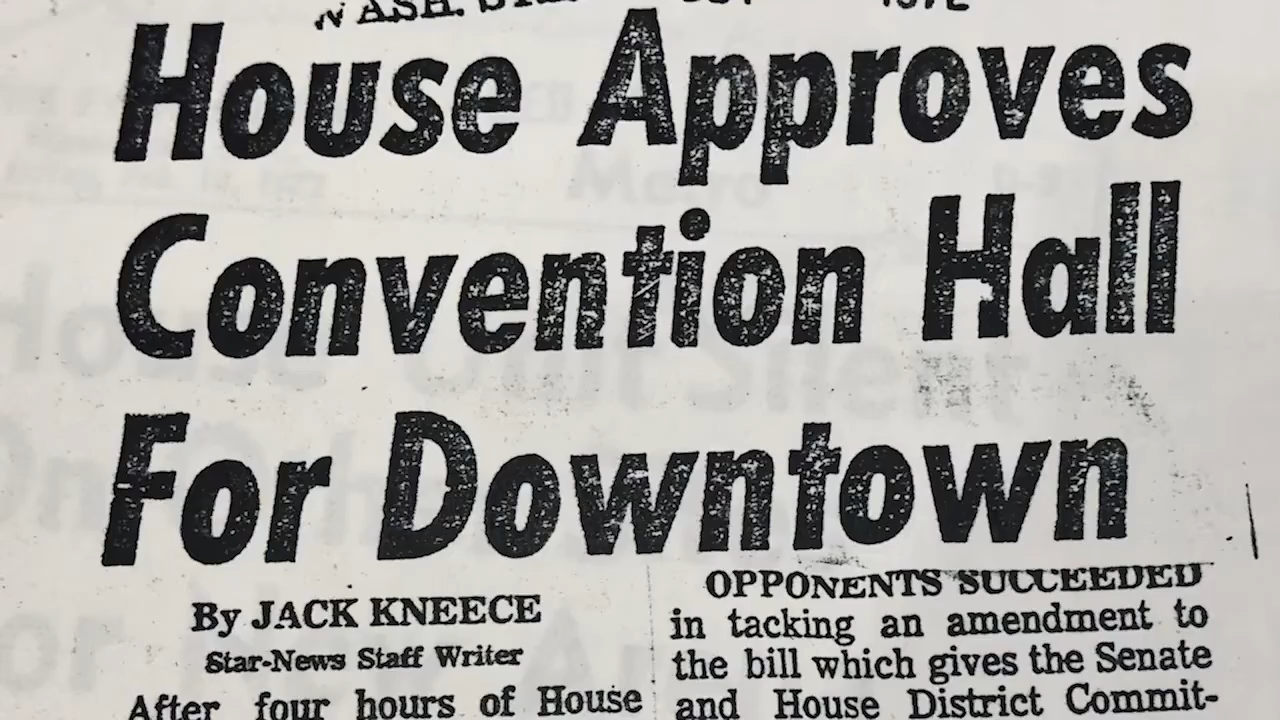 WASH.
House Approves
Convention Hall
For Downtown
By JACK KNEECE
Star-News Staff Writer
After four hours of House
OPPONENTS SUCCEEDED
in tacking an amendment to
the bill which gives the Senate
and House District Commit-